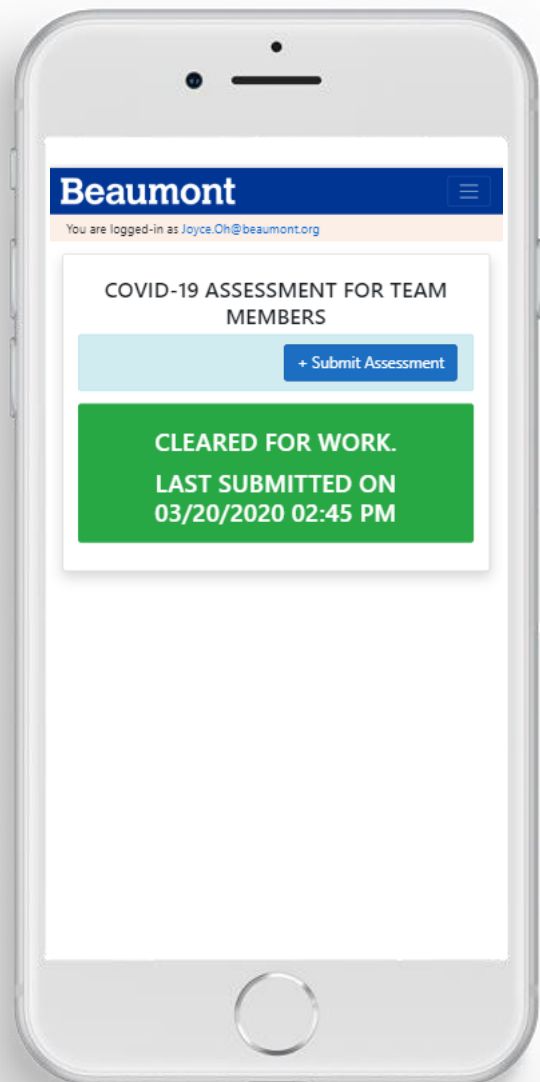 Beaumont
You are logged-in as Joyce.Oh@beaumont.org
COVID-19 ASSESSMENT FOR TEAM
MEMBERS
+ Submit Assessment
CLEARED FOR WORK.
LAST SUBMITTED ON
03/20/2020 02:45 PM